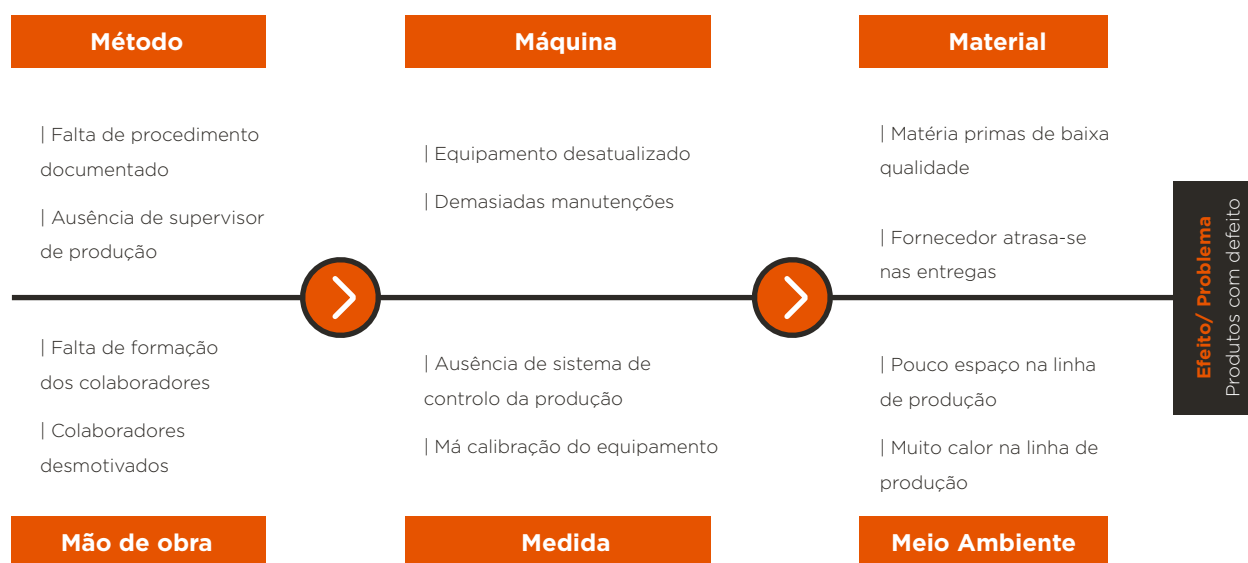 Método
Máquina
Material
| Falta de procedimento
documentado
| Ausência de supervisor
de produção
| Equipamento desatualizado
| Demasiadas manutenções
| Matéria primas de baixa
qualidade
| Fornecedor atrasa-se
nas entregas
Efeito/ Problema
Produtos com defeito
| Falta de formação
dos colaboradores
| Colaboradores
desmotivados
| Ausência de sistema de
controlo da produção
| Má calibração do equipamento
| Pouco espaço na linha
de produção
| Muito calor na linha de
produção
Mão de obra
Medida
Meio Ambiente